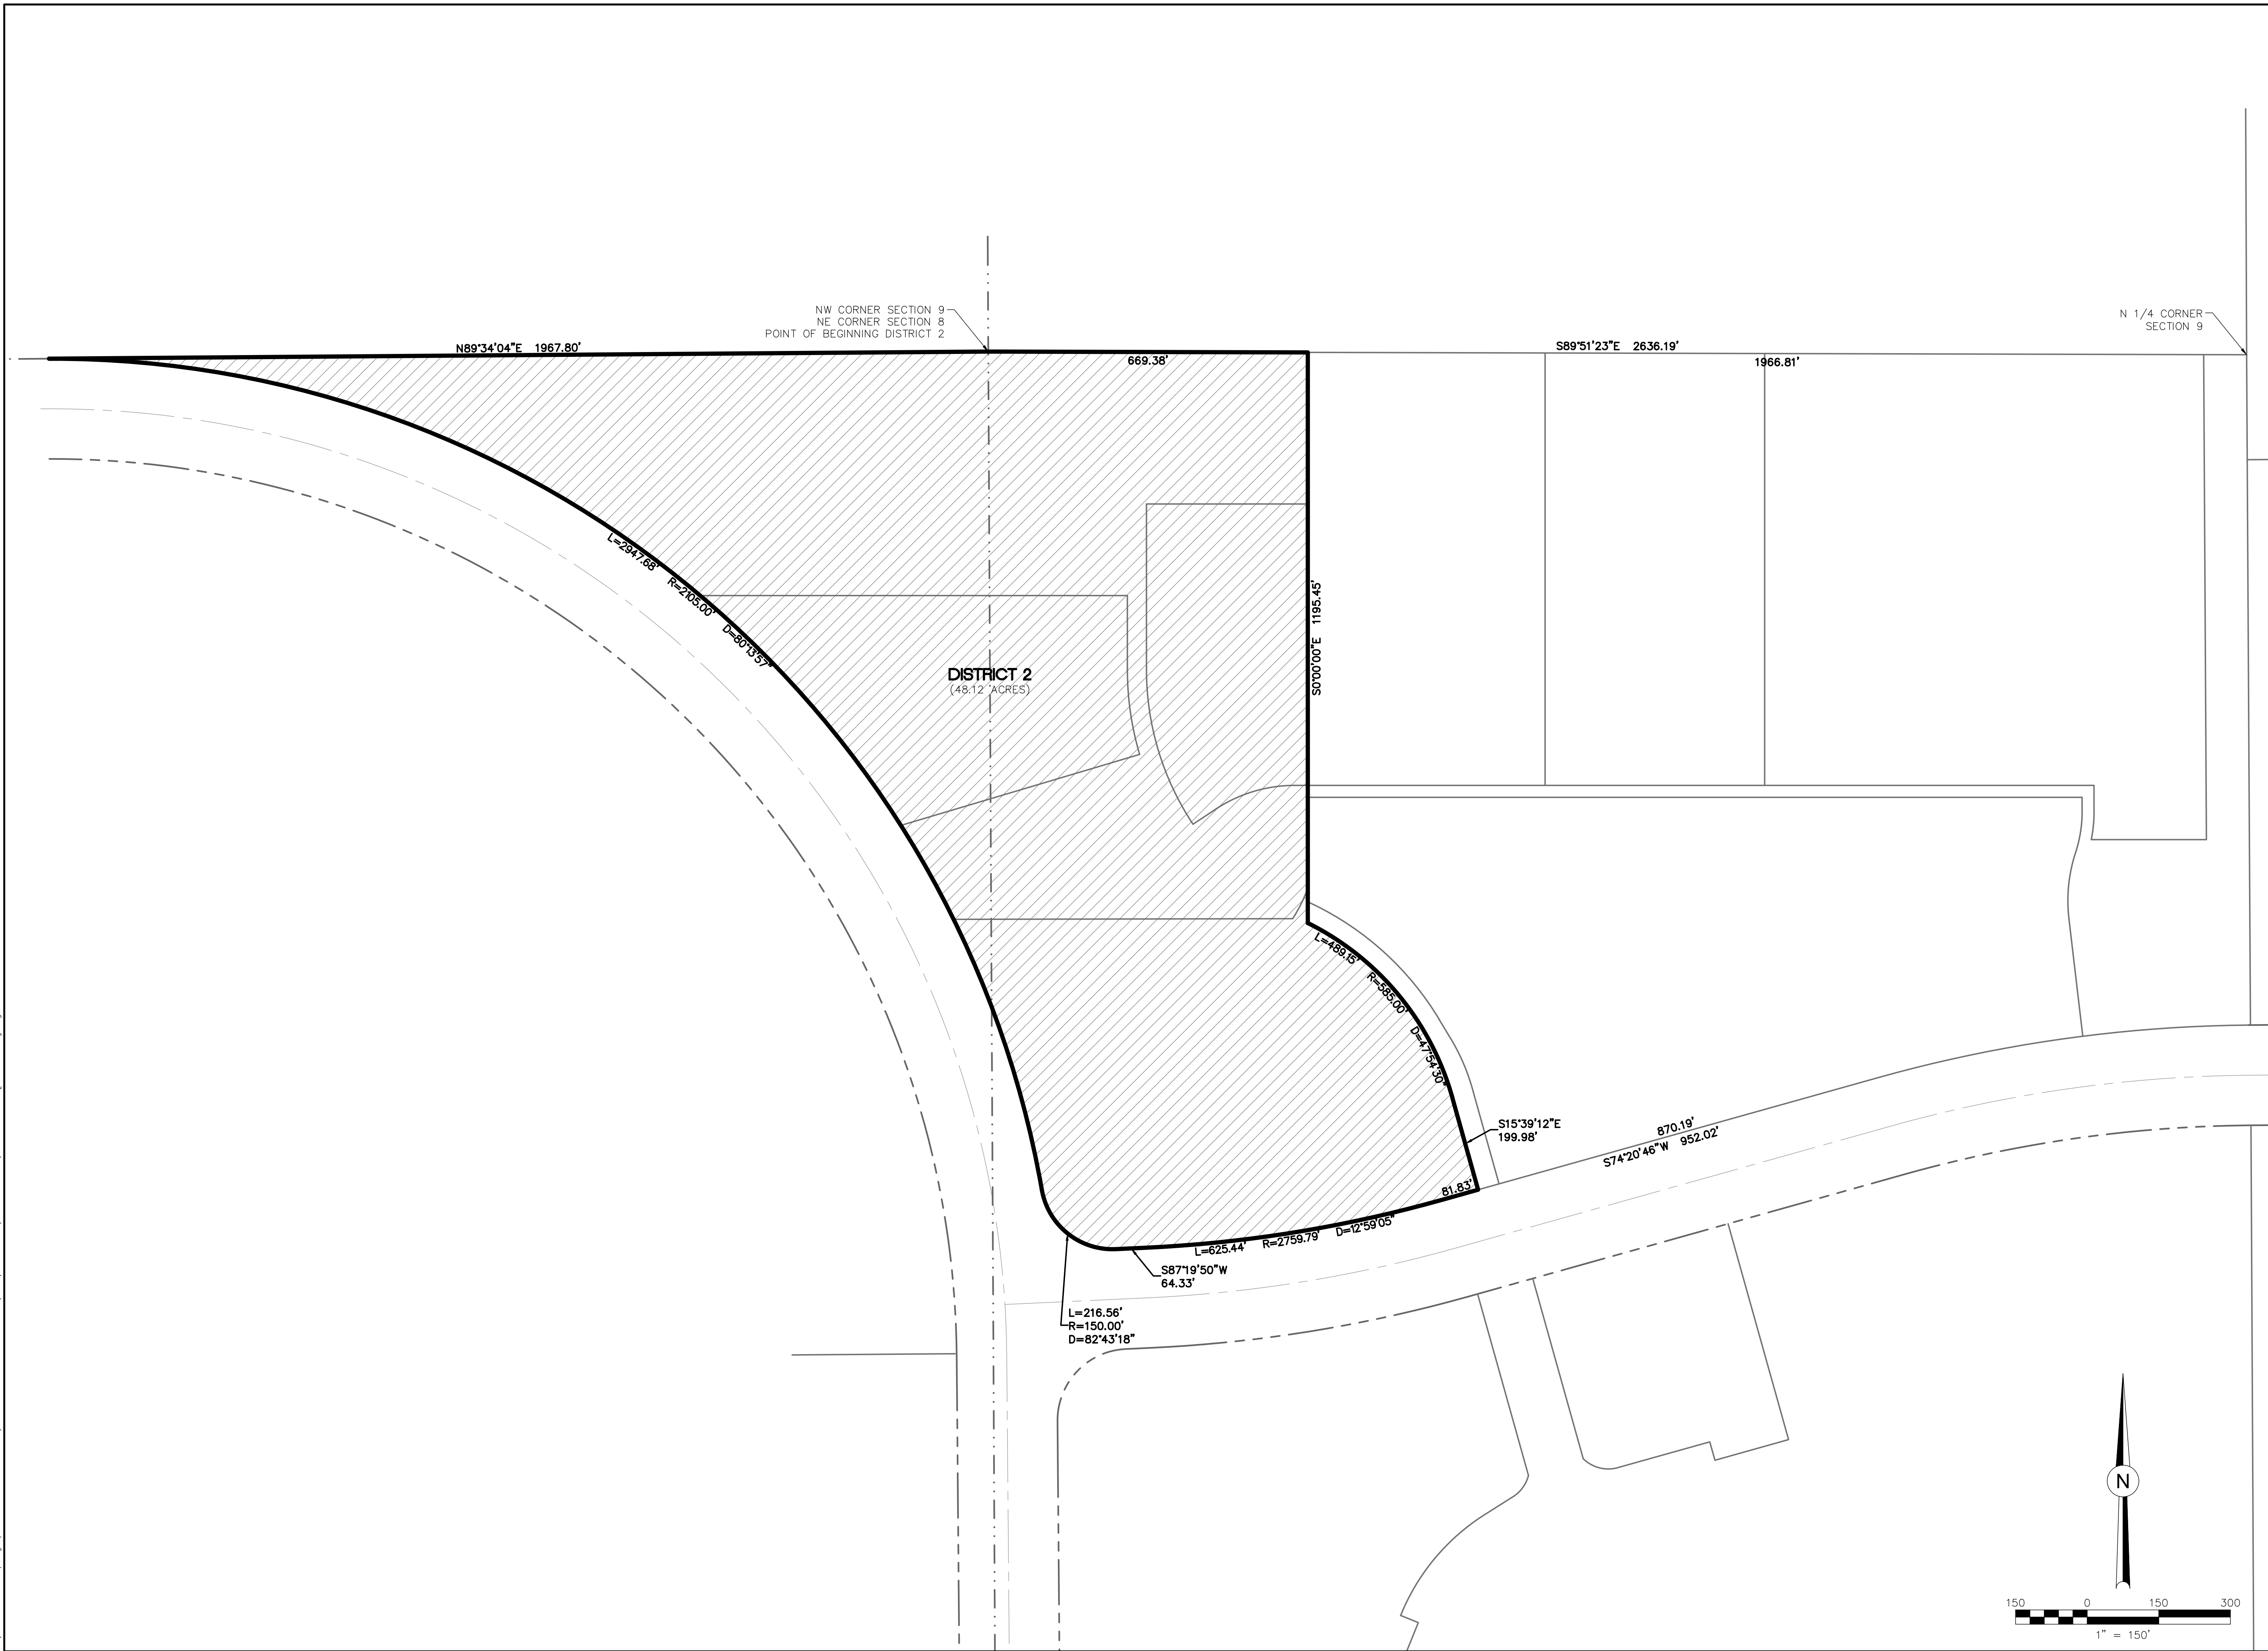 NW CORNER SECTION 9
NE CORNER SECTION 8
POINT OF BEGINNING DISTRICT 2
N 1/4 CORNER
SECTION 9
N89°34'04"E 1967.80'
669.38'
S89°51'23"E 2636.19'
1966.81'
L=2947.68' R=2105.00' D=80°13'57"
S0°00'00"E 1195.45'
DISTRICT 2
(48.12 ACRES)
L=489.15' R=585.00' D=47°54'30"
S15°39'12"E
199.98'
870.19'
S74°20'46"W 952.02'
81.83'
L=625.44' R=2759.79' D=12°59'05"
S87°19'50"W
64.33'
L=216.56'
R=150.00'
D=82°43'18"
N
150 0 150 300
1" = 150'